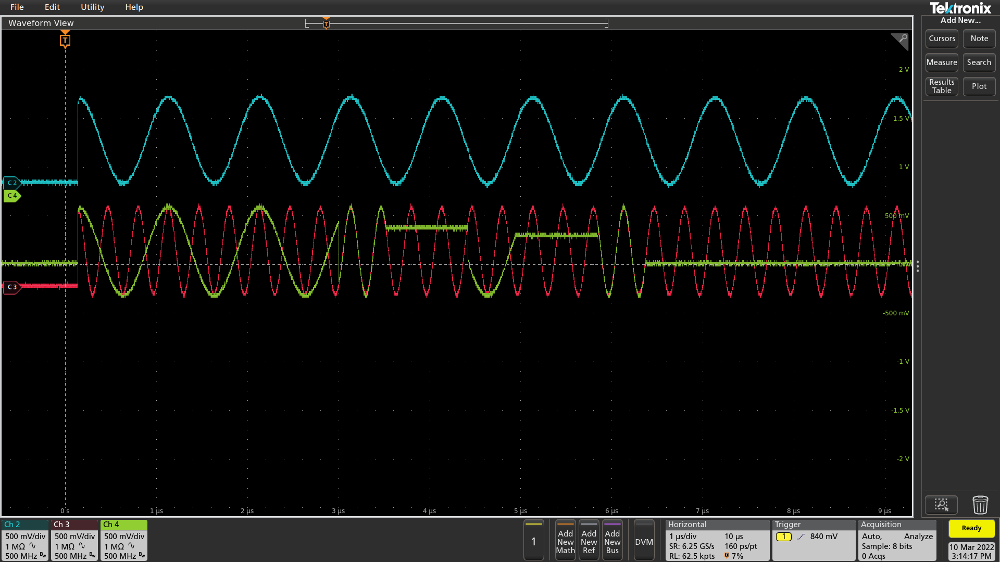 File Edit Utility Help
Tektronix
Waveform View
Add New...
T
T
Cursors Note
Measure Search
Results Table Plot
2 V
1.5 V
1 V
C 2
C 4
500 mV
0 V
C 3
-500 mV
-1 V
-1.5 V
-2 V
0 s 1 µs 2 µs 3 µs 4 µs 5 µs 6 µs 7 µs 8 µs 9 µs
Ch 2
500 mV/div
1 MΩ
500 MHz Bw
Ch 3
500 mV/div
1 MΩ
500 MHz Bw
Ch 4
500 mV/div
1 MΩ
500 MHz Bw
1
Add New Math
Add New Ref
Add New Bus
DVM
Horizontal
1 µs/div 10 µs
SR: 6.25 GS/s 160 ps/pt
RL: 62.5 kpts T 7%
Trigger
1 840 mV
Acquisition
Auto, Analyze
Sample: 8 bits
0 Acqs
Ready
10 Mar 2022
3:14:17 PM